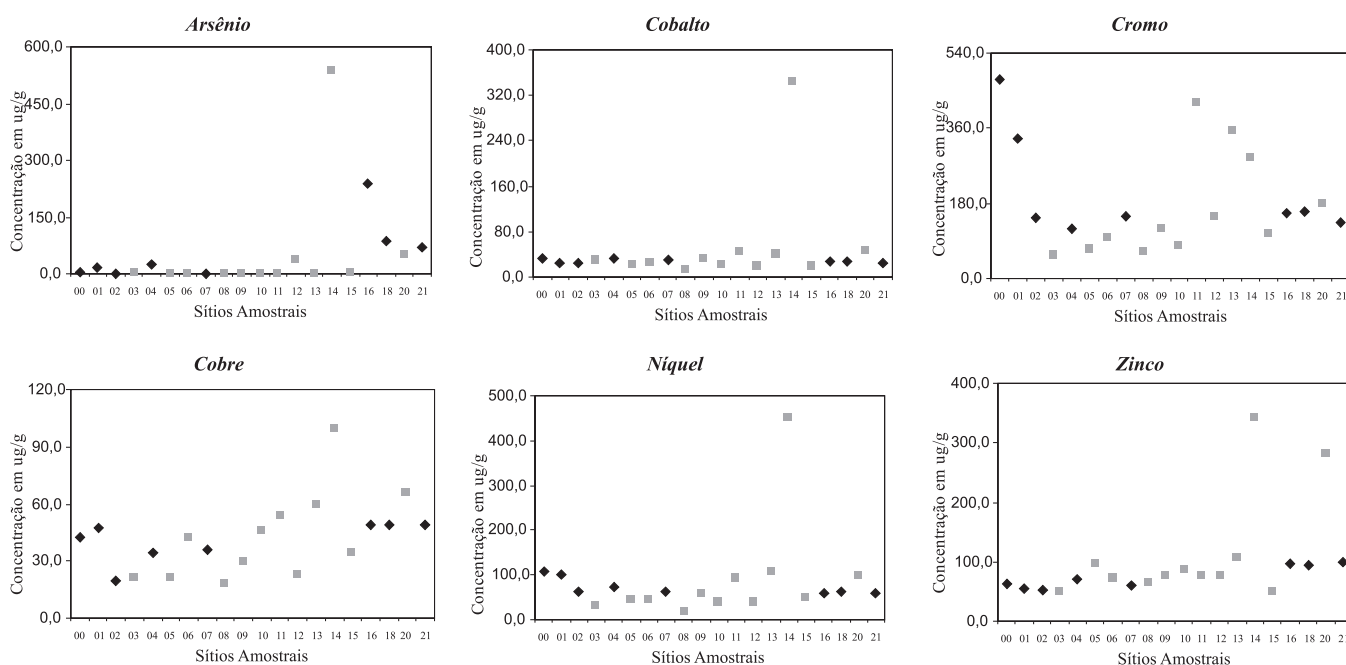 Arsênio
Concentração em ug/g
600,0
450,0
300,0
150,0
0,0
00 01 02 03 04 05 06 07 08 09 10 11 12 13 14 15 16 18 20 21
Sítios Amostrais
Cobalto
Concentração em ug/g
400,0
320,0
240,0
160,0
80,0
0,0
00 01 02 03 04 05 06 07 08 09 10 11 12 13 14 15 16 18 20 21
Sítios Amostrais
Cromo
Concentração em ug/g
540,0
360,0
180,0
0,0
00 01 02 03 04 05 06 07 08 09 10 11 12 13 14 15 16 18 20 21
Sítios Amostrais
Cobre
Concentração em ug/g
120,0
90,0
60,0
30,0
0,0
00 01 02 03 04 05 06 07 08 09 10 11 12 13 14 15 16 18 20 21
Sítios Amostrais
Níquel
Concentração em ug/g
500,0
400,0
300,0
200,0
100,0
0,0
00 01 02 03 04 05 06 07 08 09 10 11 12 13 14 15 16 18 20 21
Sítios Amostrais
Zinco
Concentração em ug/g
400,0
300,0
200,0
100,0
0,0
00 01 02 03 04 05 06 07 08 09 10 11 12 13 14 15 16 18 20 21
Sítios Amostrais